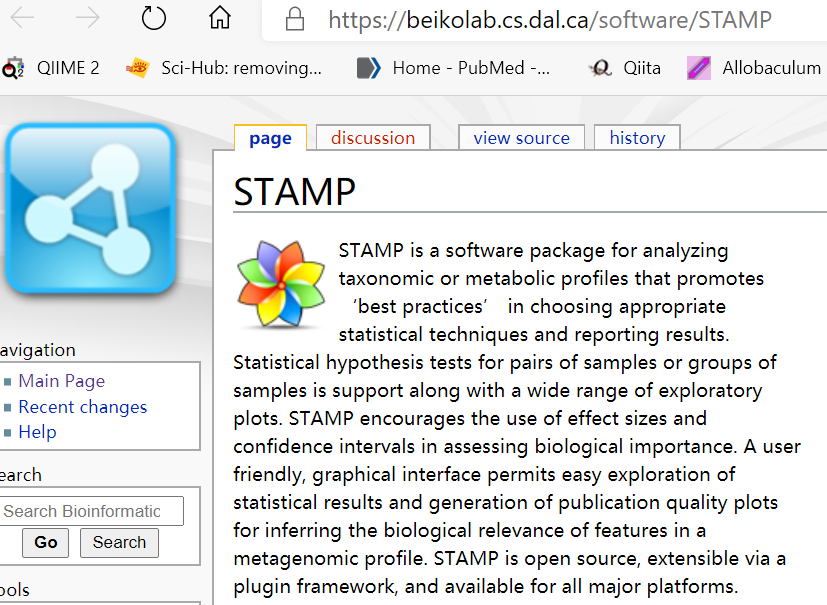 https://beikolab.cs.dal.ca/software/STAMP
QIIME 2
Sci-Hub: removing...
Home - PubMed -...
Qiita
Allobaculum
page
discussion
view source
history
STAMP
STAMP is a software package for analyzing
taxonomic or metabolic profiles that promotes
‘best practices’ in choosing appropriate
statistical techniques and reporting results.
Statistical hypothesis tests for pairs of samples or groups of
samples is support along with a wide range of exploratory
plots. STAMP encourages the use of effect sizes and
confidence intervals in assessing biological importance. A user
friendly, graphical interface permits easy exploration of
statistical results and generation of publication quality plots
for inferring the biological relevance of features in a
metagenomic profile. STAMP is open source, extensible via a
plugin framework, and available for all major platforms.
avigation
Main Page
Recent changes
Help
earch
Search Bioinformatic
Go
Search
ools